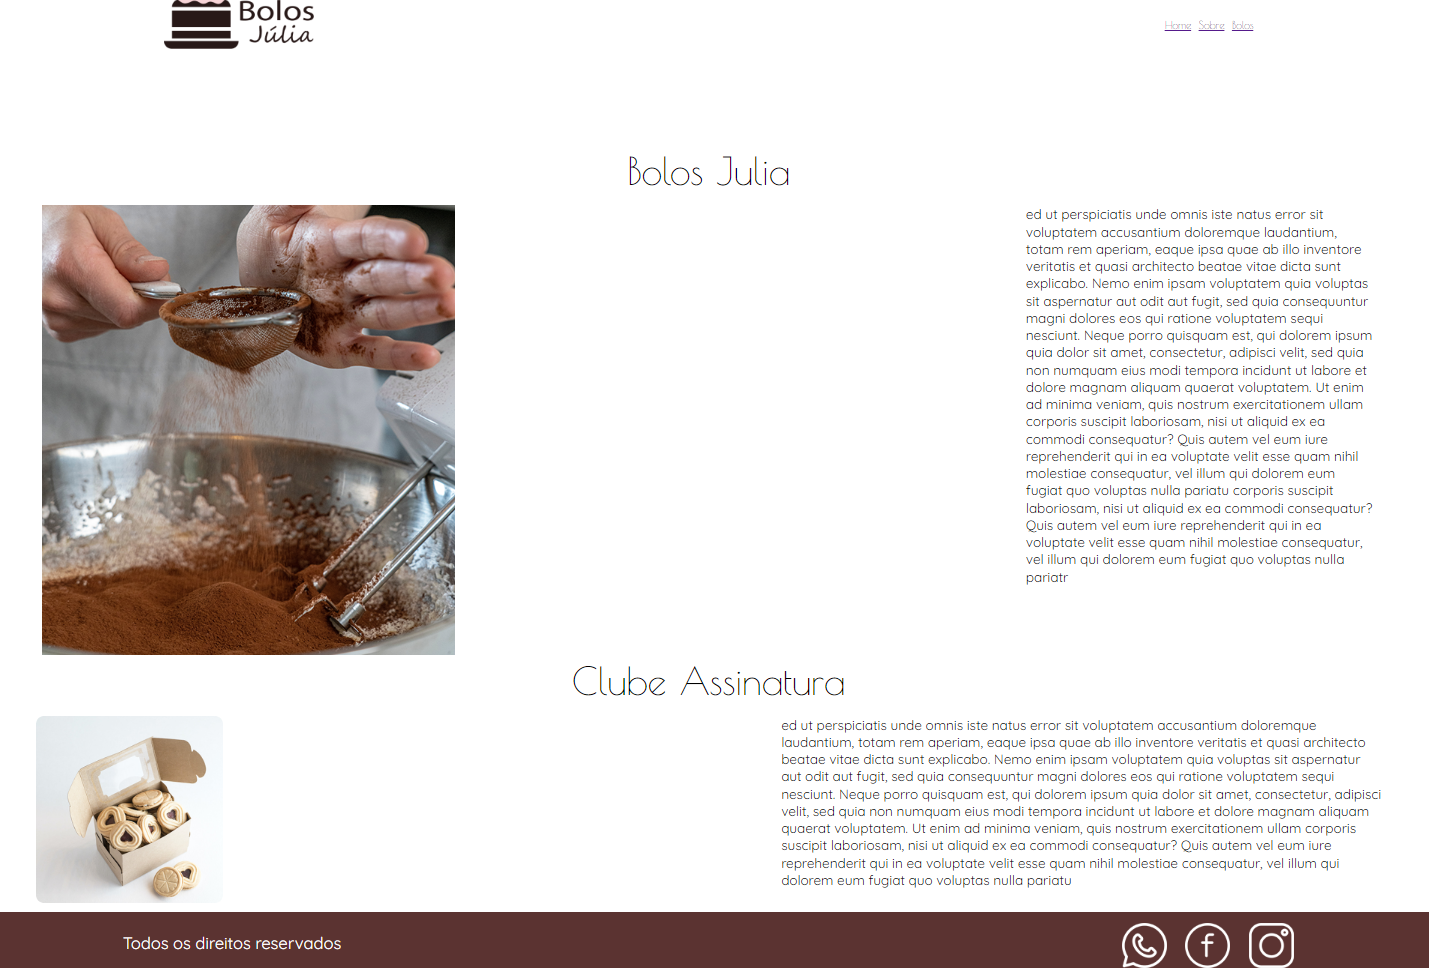 Bolos
Júlia
Home Sobre Bolos
Bolos Julia
ed ut perspiciatis unde omnis iste natus error sit
voluptatem accusantium doloremque laudantium,
totam rem aperiam, eaque ipsa quae ab illo inventore
veritatis et quasi architecto beatae vitae dicta sunt
explicabo. Nemo enim ipsam voluptatem quia voluptas
sit aspernatur aut odit aut fugit, sed quia consequuntur
magni dolores eos qui ratione voluptatem sequi
nesciunt. Neque porro quisquam est, qui dolorem ipsum
quia dolor sit amet, consectetur, adipisci velit, sed quia
non numquam eius modi tempora incidunt ut labore et
dolore magnam aliquam quaerat voluptatem. Ut enim
ad minima veniam, quis nostrum exercitationem ullam
corporis suscipit laboriosam, nisi ut aliquid ex ea
commodi consequatur? Quis autem vel eum iure
reprehenderit qui in ea voluptate velit esse quam nihil
molestiae consequatur, vel illum qui dolorem eum
fugiat quo voluptas nulla pariatu corporis suscipit
laboriosam, nisi ut aliquid ex ea commodi consequatur?
Quis autem vel eum iure reprehenderit qui in ea
voluptate velit esse quam nihil molestiae consequatur,
vel illum qui dolorem eum fugiat quo voluptas nulla
pariatr
Clube Assinatura
ed ut perspiciatis unde omnis iste natus error sit voluptatem accusantium doloremque
laudantium, totam rem aperiam, eaque ipsa quae ab illo inventore veritatis et quasi architecto
beatae vitae dicta sunt explicabo. Nemo enim ipsam voluptatem quia voluptas sit aspernatur
aut odit aut fugit, sed quia consequuntur magni dolores eos qui ratione voluptatem sequi
nesciunt. Neque porro quisquam est, qui dolorem ipsum quia dolor sit amet, consectetur, adipisci
velit, sed quia non numquam eius modi tempora incidunt ut labore et dolore magnam aliquam
quaerat voluptatem. Ut enim ad minima veniam, quis nostrum exercitationem ullam corporis
suscipit laboriosam, nisi ut aliquid ex ea commodi consequatur? Quis autem vel eum iure
reprehenderit qui in ea voluptate velit esse quam nihil molestiae consequatur, vel illum qui
dolorem eum fugiat quo voluptas nulla pariatu
Todos os direitos reservados